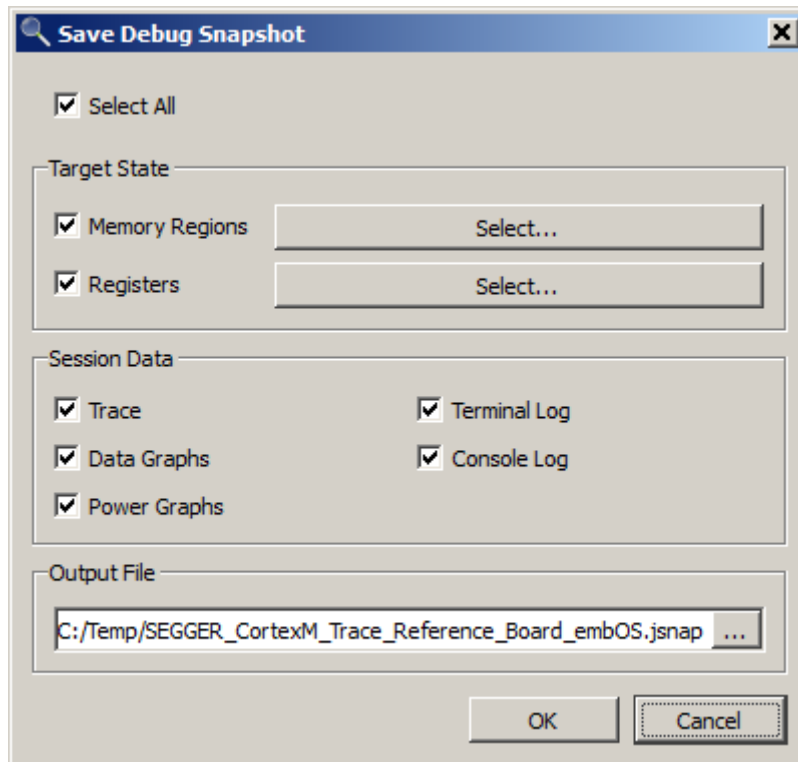 Save Debug Snapshot
Select All
Target State
Memory Regions Select...
Registers Select...
Session Data
Trace Terminal Log
Data Graphs Console Log
Power Graphs
Output File
C:/Temp/SEGGER_CortexM_Trace_Reference_Board_embOS.jsnap ...
OK Cancel